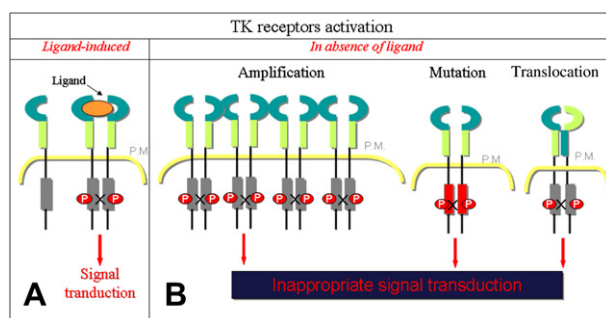 TK receptors activation
Ligand-induced
In absence of ligand
Ligand
Amplification
Mutation
Translocation
P.M.
P.M.
P.M.
P P
P P P P P P P P
P P
P P
Signal
tranduction
A
B
Inappropriate signal transduction